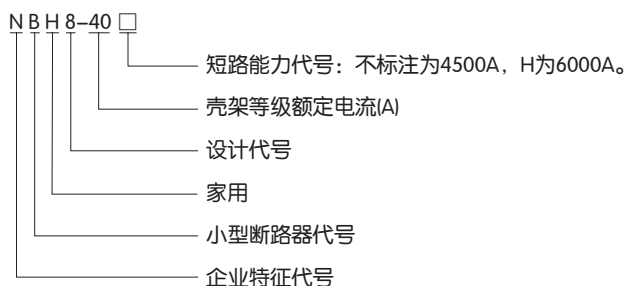 NBH8-40□
短路能力代号：不标注为4500A，H为6000A。
壳架等级额定电流(A)
设计代号
家用
小型断路器代号
企业特征代号